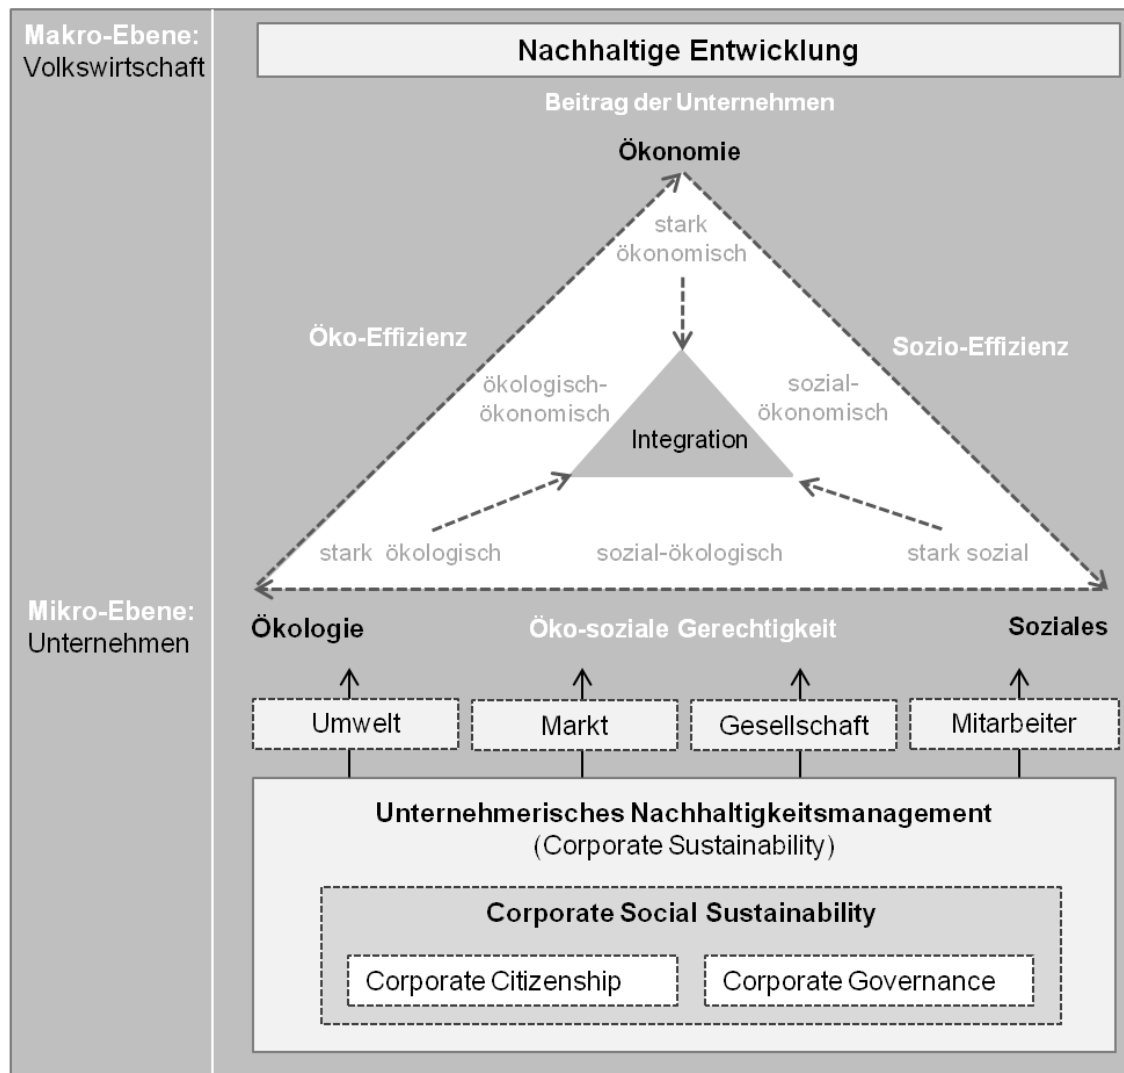 Makro-Ebene:
Volkswirtschaft
Nachhaltige Entwicklung
Beitrag der Unternehmen
Ökonomie
stark
ökonomisch
Öko-Effizienz
Sozio-Effizienz
ökologisch-
ökonomisch
sozial-
ökonomisch
Integration
stark ökologisch
sozial-ökologisch
stark sozial
Mikro-Ebene:
Unternehmen
Ökologie
Öko-soziale Gerechtigkeit
Soziales
Umwelt
Markt
Gesellschaft
Mitarbeiter
Unternehmerisches Nachhaltigkeitsmanagement
(Corporate Sustainability)
Corporate Social Sustainability
Corporate Citizenship
Corporate Governance